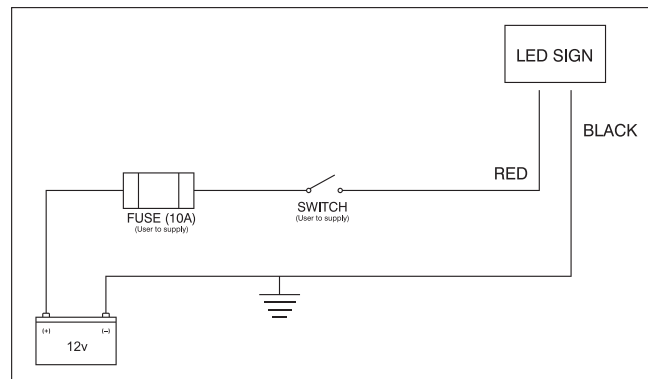 LED SIGN
BLACK
RED
FUSE (10A)
(User to supply)
SWITCH
(User to supply)
(+) (–)
12v